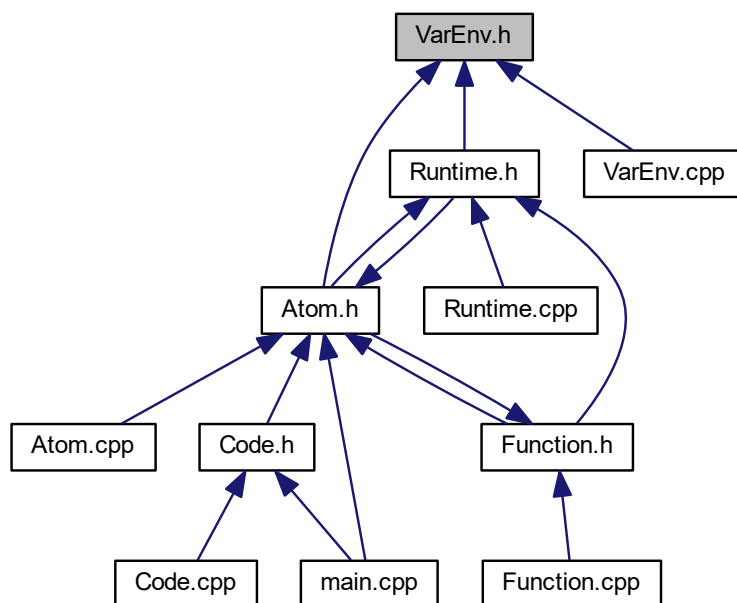 VarEnv.h
Runtime.h
VarEnv.cpp
Atom.h
Runtime.cpp
Atom.cpp
Code.h
Function.h
Code.cpp
main.cpp
Function.cpp